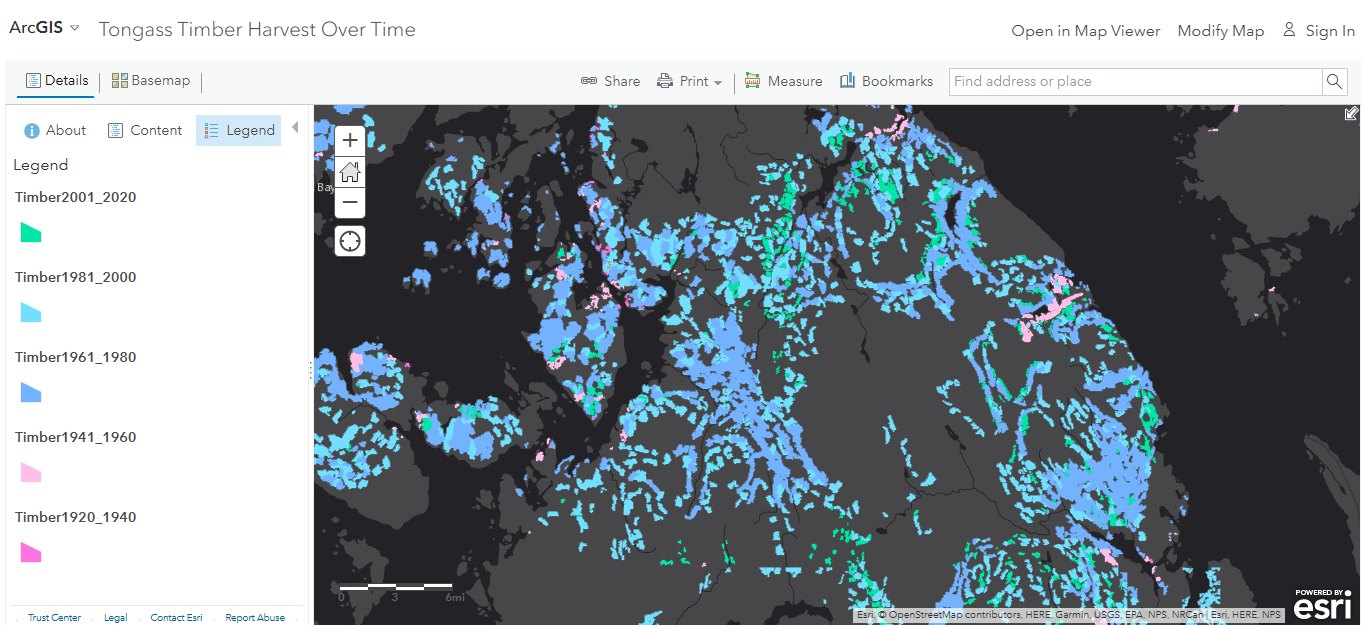 ArcGIS Tongass Timber Harvest Over Time Open in Map Viewer Modify Map Sign In
Details Basemap Share Print Measure Bookmarks Find address or place
About Content Legend
Legend
Timber2001_2020
Timber1981_2000
Timber1961_1980
Timber1941_1960
Timber1920_1940
Trust Center Legal Contact Esri Report Abuse
Bay
0 3 6mi
Esri, © OpenStreetMap contributors, HERE, Garmin, USGS, EPA, NPS, NRCan | Esri, HERE, NPS
POWERED BY
esri